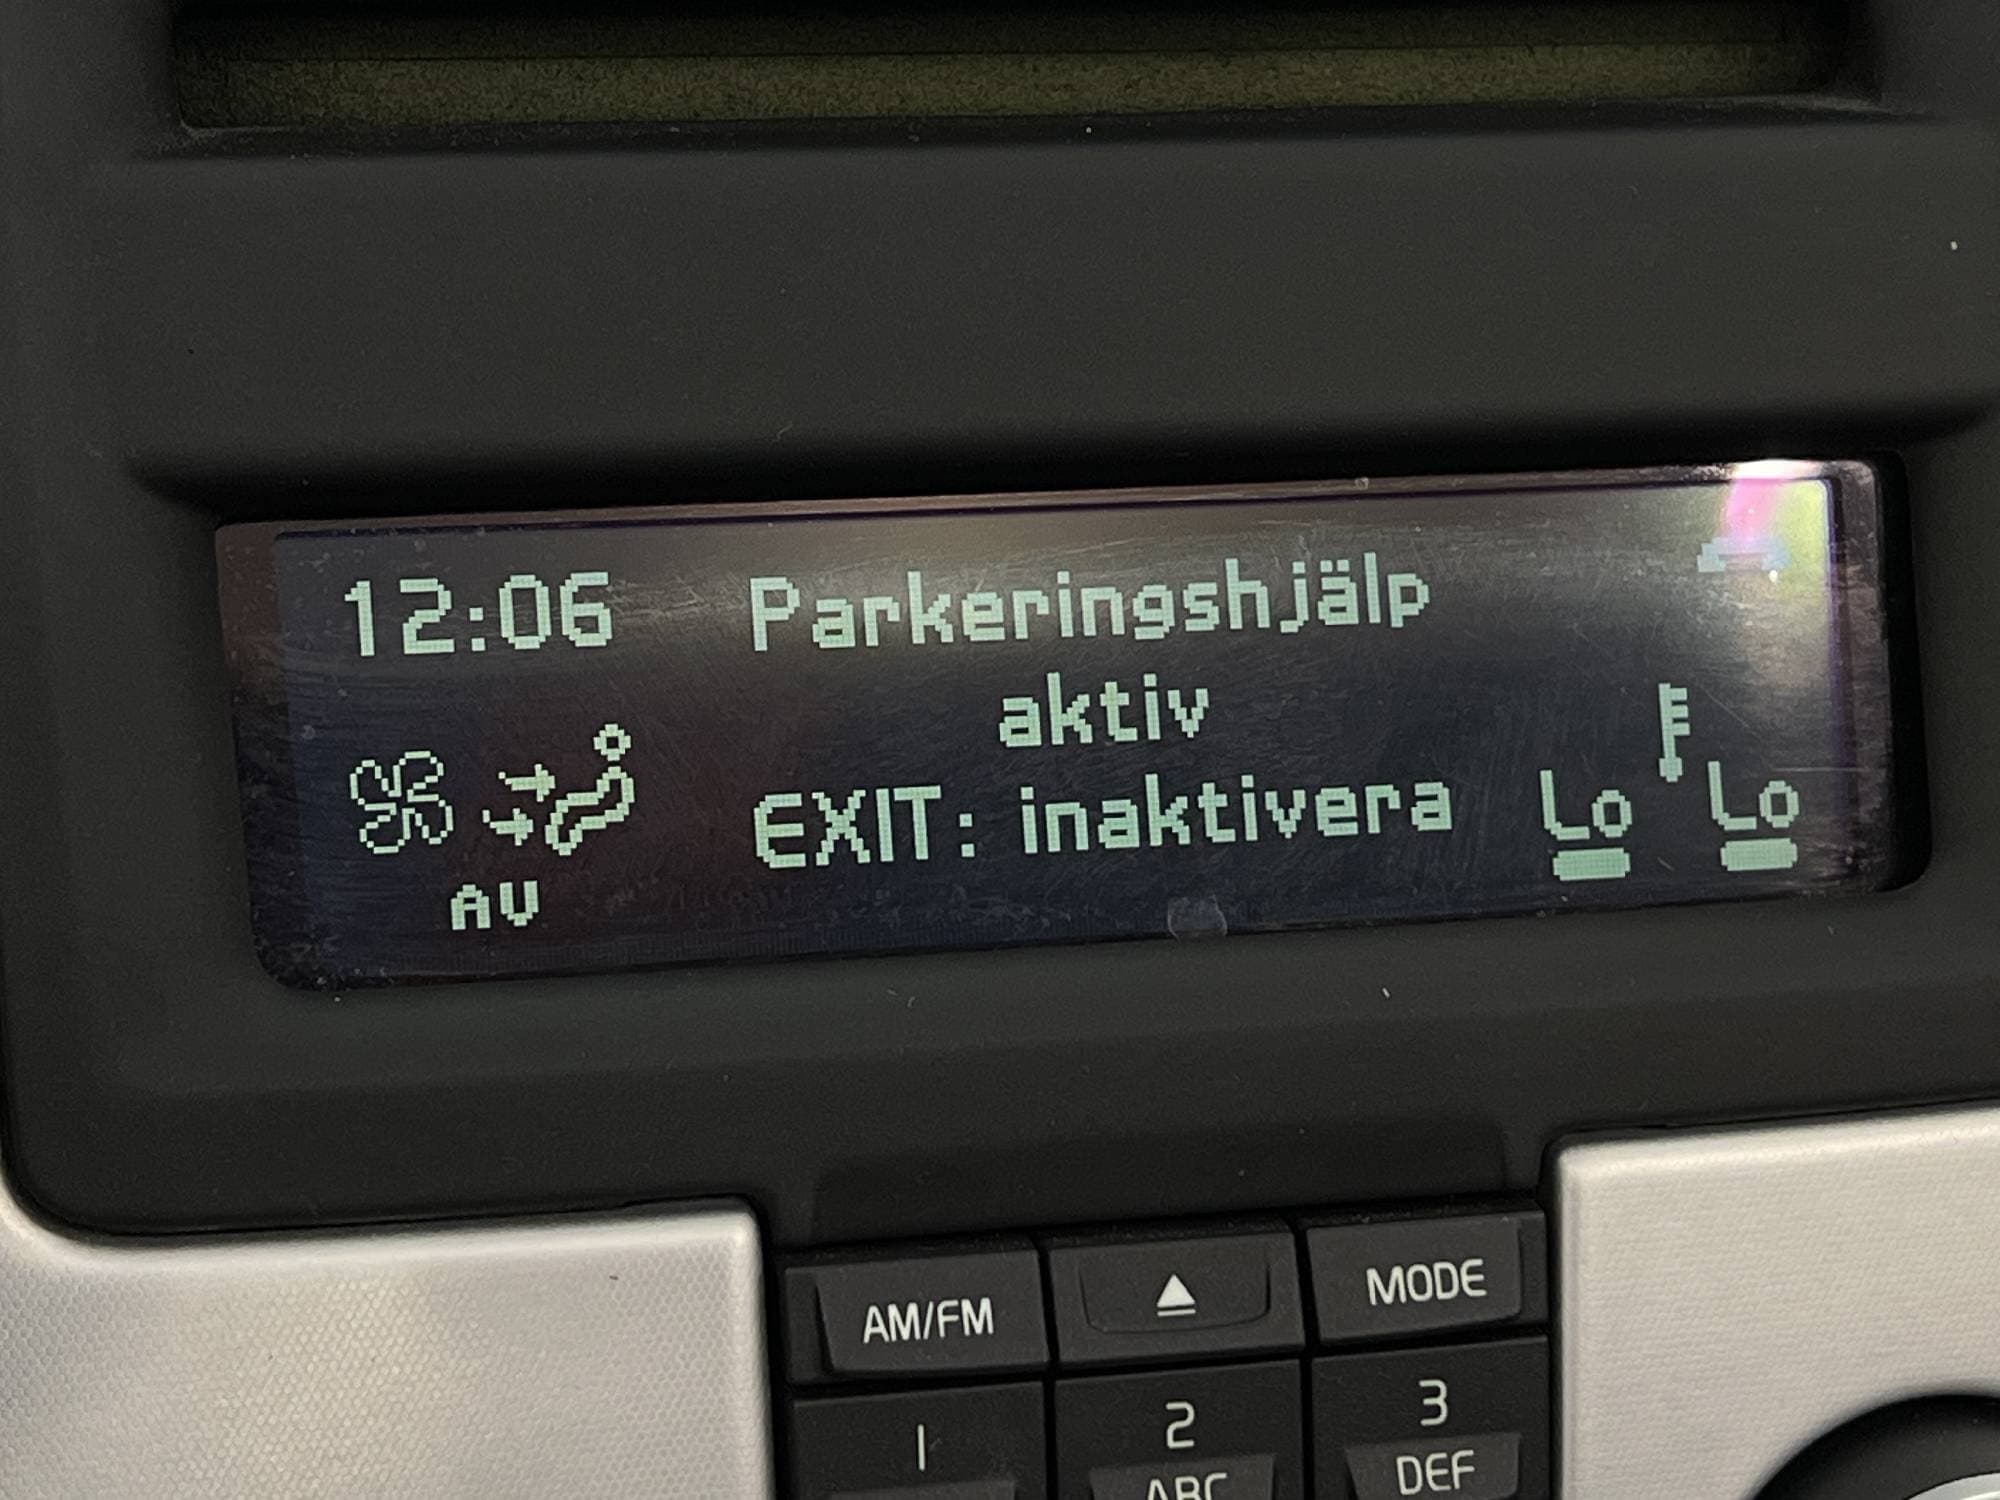 12:06 Parkeringshjälp
aktiv
EXIT: inaktivera
Lo Lo
AV
AM/FM MODE
1 2 3
ABC DEF